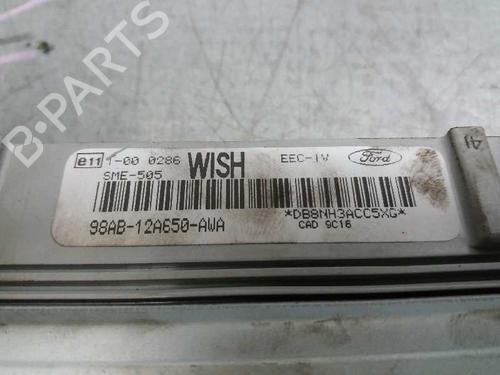 B-PARTS
e11 1-00 0286 WISH EEC-IV Ford
SME-505
98AB-12A650-AWA *DB8NH3ACC5XG*
CAD 9C16